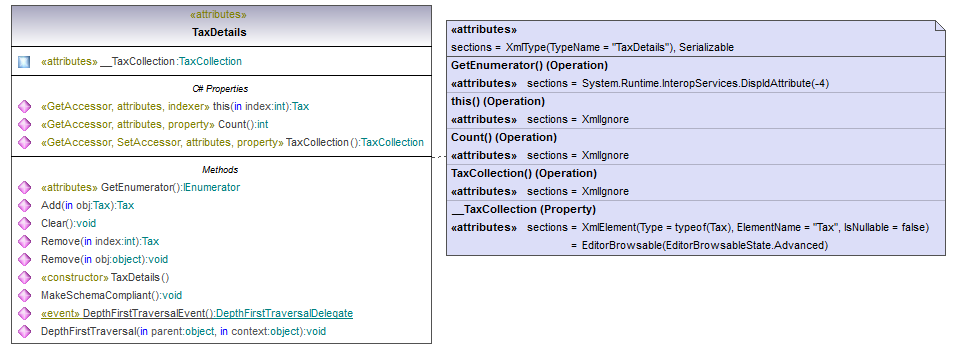 «attributes»
TaxDetails
«attributes» __TaxCollection:TaxCollection
C# Properties
«GetAccessor, attributes, indexer» this(in index:int):Tax
«GetAccessor, attributes, property» Count():int
«GetAccessor, SetAccessor, attributes, property» TaxCollection():TaxCollection
Methods
«attributes» GetEnumerator():IEnumerator
Add(in obj:Tax):Tax
Clear():void
Remove(in index:int):Tax
Remove(in obj:object):void
«constructor» TaxDetails()
MakeSchemaCompliant():void
«event» DepthFirstTraversalEvent():DepthFirstTraversalDelegate
DepthFirstTraversal(in parent:object, in context:object):void
«attributes»
sections = XmlType(TypeName = "TaxDetails"), Serializable
GetEnumerator() (Operation)
«attributes» sections = System.Runtime.InteropServices.DispIdAttribute(-4)
this() (Operation)
«attributes» sections = XmlIgnore
Count() (Operation)
«attributes» sections = XmlIgnore
TaxCollection() (Operation)
«attributes» sections = XmlIgnore
__TaxCollection (Property)
«attributes» sections = XmlElement(Type = typeof(Tax), ElementName = "Tax", IsNullable = false)
= EditorBrowsable(EditorBrowsableState.Advanced)